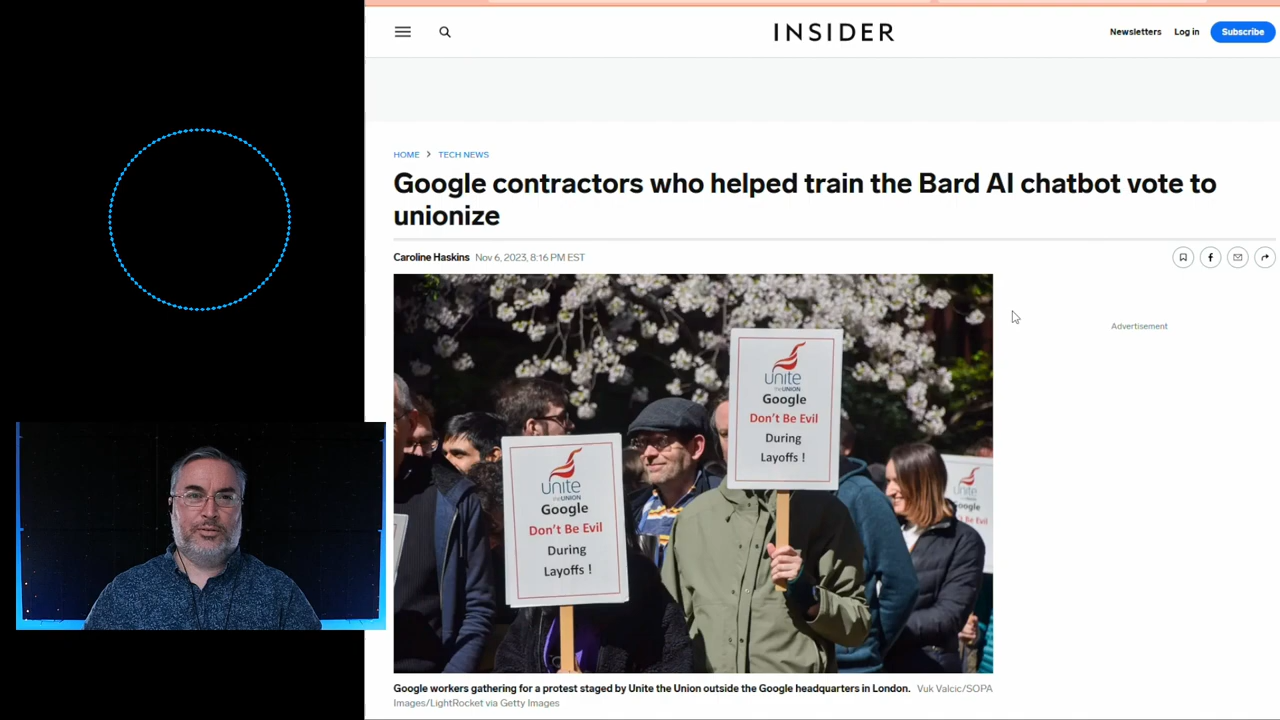 INSIDER
Newsletters
Log in
Subscribe
HOME > TECH NEWS
Google contractors who helped train the Bard AI chatbot vote to
unionize
Caroline Haskins Nov 6, 2023, 8:16 PM EST
Advertisement
unite
the UNION
Google
Don't Be Evil
During
Layoffs !
unite
the UNION
Google
Don't Be Evil
During
Layoffs !
Google workers gathering for a protest staged by Unite the Union outside the Google headquarters in London. Vuk Valcic/SOPA
Images/LightRocket via Getty Images